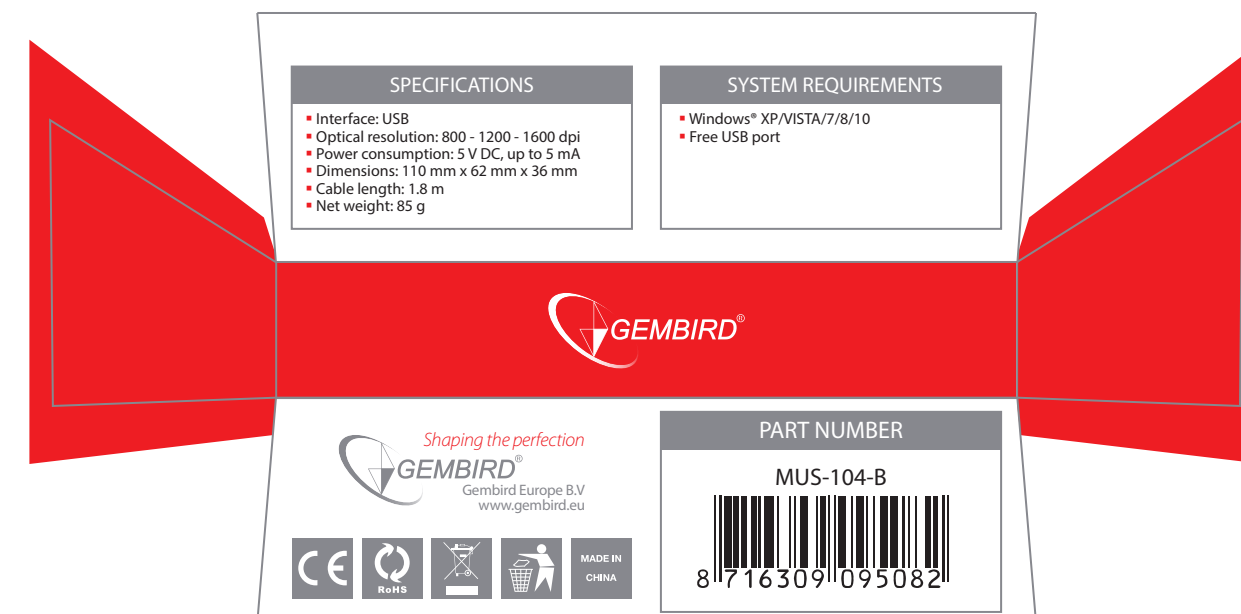 SPECIFICATIONS
▪ Interface: USB
▪ Optical resolution: 800 - 1200 - 1600 dpi
▪ Power consumption: 5 V DC, up to 5 mA
▪ Dimensions: 110 mm x 62 mm x 36 mm
▪ Cable length: 1.8 m
▪ Net weight: 85 g
SYSTEM REQUIREMENTS
▪ Windows® XP/VISTA/7/8/10
▪ Free USB port
GEMBIRD®
Shaping the perfection
GEMBIRD®
Gembird Europe B.V
www.gembird.eu
CE
RoHS
MADE IN
CHINA
PART NUMBER
MUS-104-B
8 716309 095082